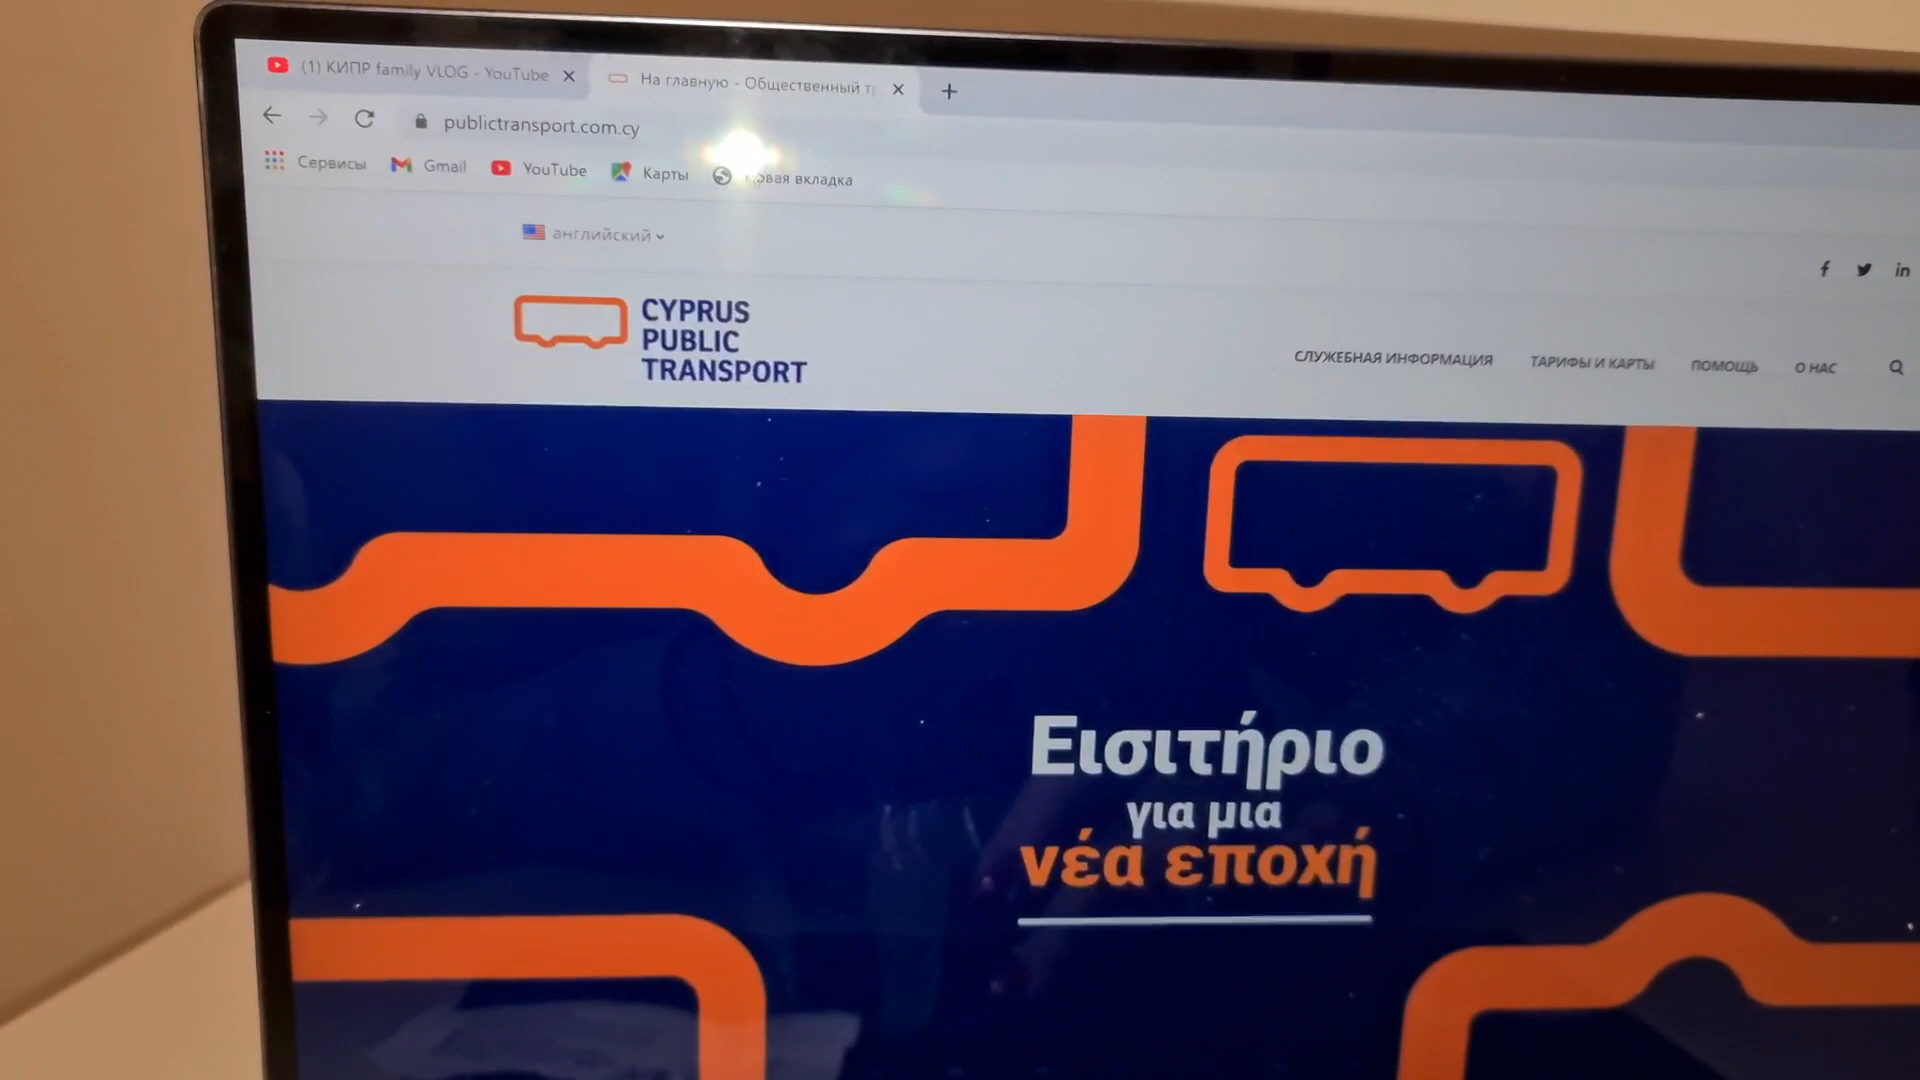 (1) КИПР family VLOG - YouTube
На главную - Общественный
publictransport.com.cy
Сервисы Gmail YouTube Карты вкладка
английский
CYPRUS
PUBLIC
TRANSPORT
СЛУЖЕБНАЯ ИНФОРМАЦИЯ ТАРИФЫ И КАРТЫ ПОМОЩЬ О НАС
Εισιτήριο
για μια
νέα εποχή